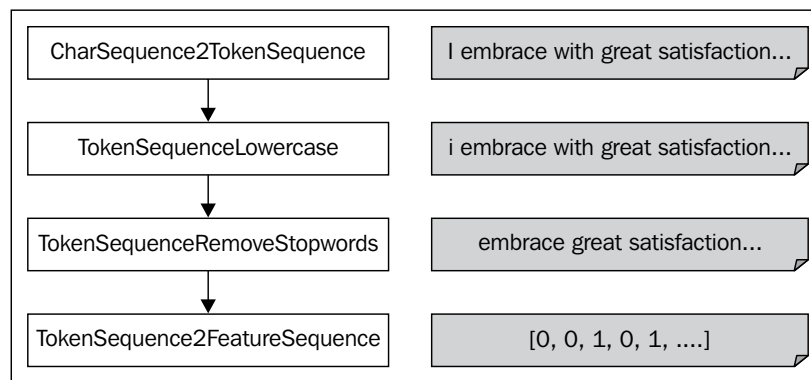 CharSequence2TokenSequence
I embrace with great satisfaction...
TokenSequenceLowercase
i embrace with great satisfaction...
TokenSequenceRemoveStopwords
embrace great satisfaction...
TokenSequence2FeatureSequence
[0, 0, 1, 0, 1, ....]